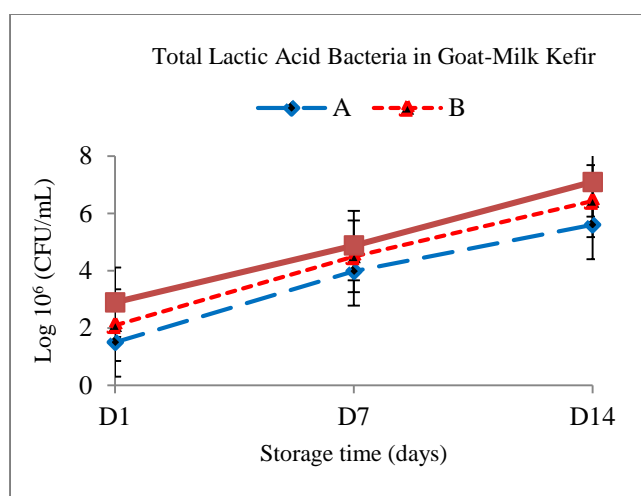 Total Lactic Acid Bacteria in Goat-Milk Kefir
A B
8
6
4
2
0
Log 10⁶ (CFU/mL)
D1 D7 D14
Storage time (days)